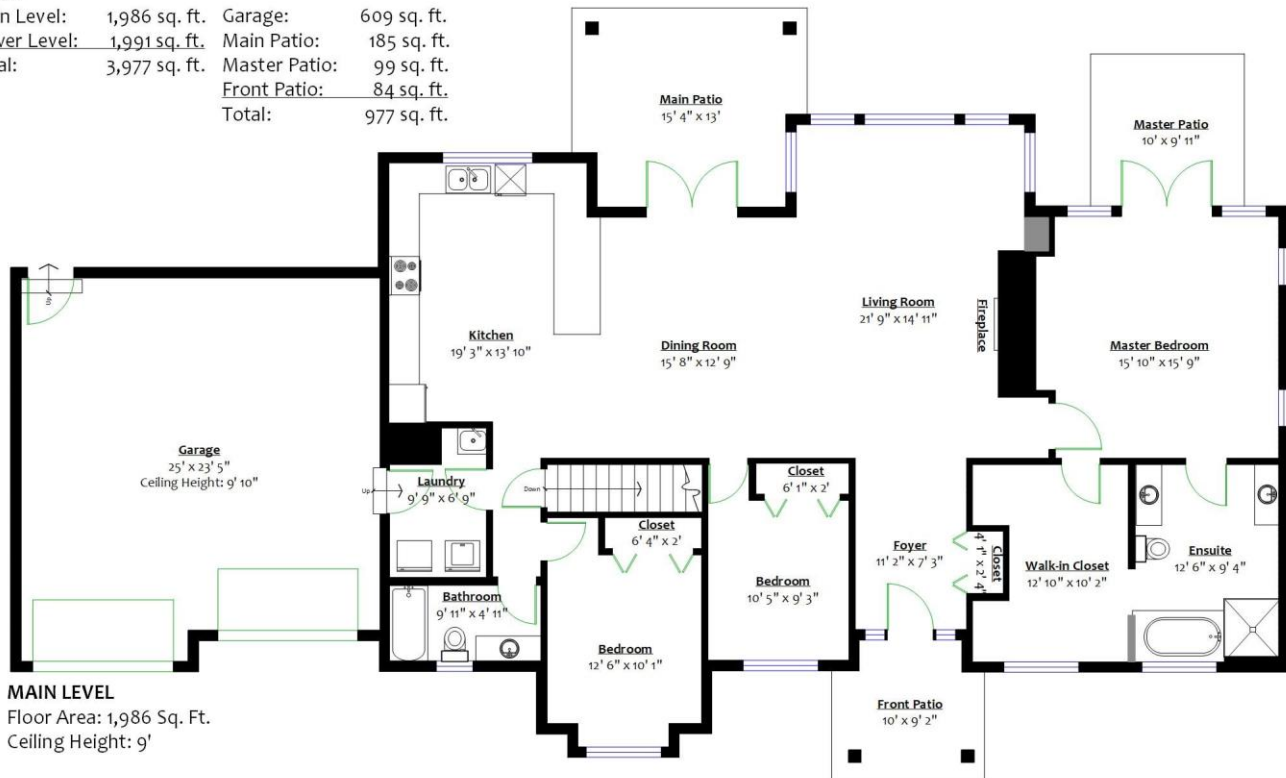 n Level: 1,986 sq. ft.
ver Level: 1,991 sq. ft.
al: 3,977 sq. ft.
Garage: 609 sq. ft.
Main Patio: 185 sq. ft.
Master Patio: 99 sq. ft.
Front Patio: 84 sq. ft.
Total: 977 sq. ft.
Main Patio
15' 4" x 13'
Master Patio
10' x 9' 11"
Kitchen
19' 3" x 13' 10"
Dining Room
15' 8" x 12' 9"
Living Room
21' 9" x 14' 11"
Fireplace
Master Bedroom
15' 10" x 15' 9"
Up
Garage
25' x 23' 5"
Ceiling Height: 9' 10"
Up
Laundry
9' 9" x 6' 9"
Down
Closet
6' 4" x 2'
Closet
6' 1" x 2'
Bedroom
10' 5" x 9' 3"
Foyer
11' 2" x 7' 3"
Closet
4' 1" x 2' 4"
Walk-in Closet
12' 10" x 10' 2"
Ensuite
12' 6" x 9' 4"
Bathroom
9' 11" x 4' 11"
Bedroom
12' 6" x 10' 1"
Front Patio
10' x 9' 2"
MAIN LEVEL
Floor Area: 1,986 Sq. Ft.
Ceiling Height: 9'